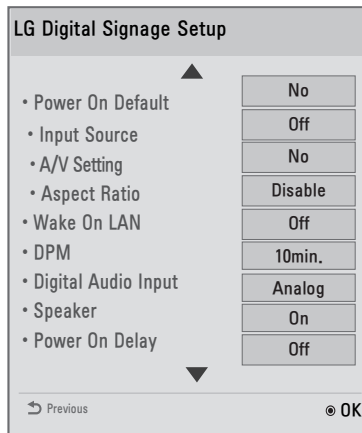 LG Digital Signage Setup
• Power On Default No
• Input Source Off
• A/V Setting No
• Aspect Ratio Disable
• Wake On LAN Off
• DPM 10min.
• Digital Audio Input Analog
• Speaker On
• Power On Delay Off
Previous OK